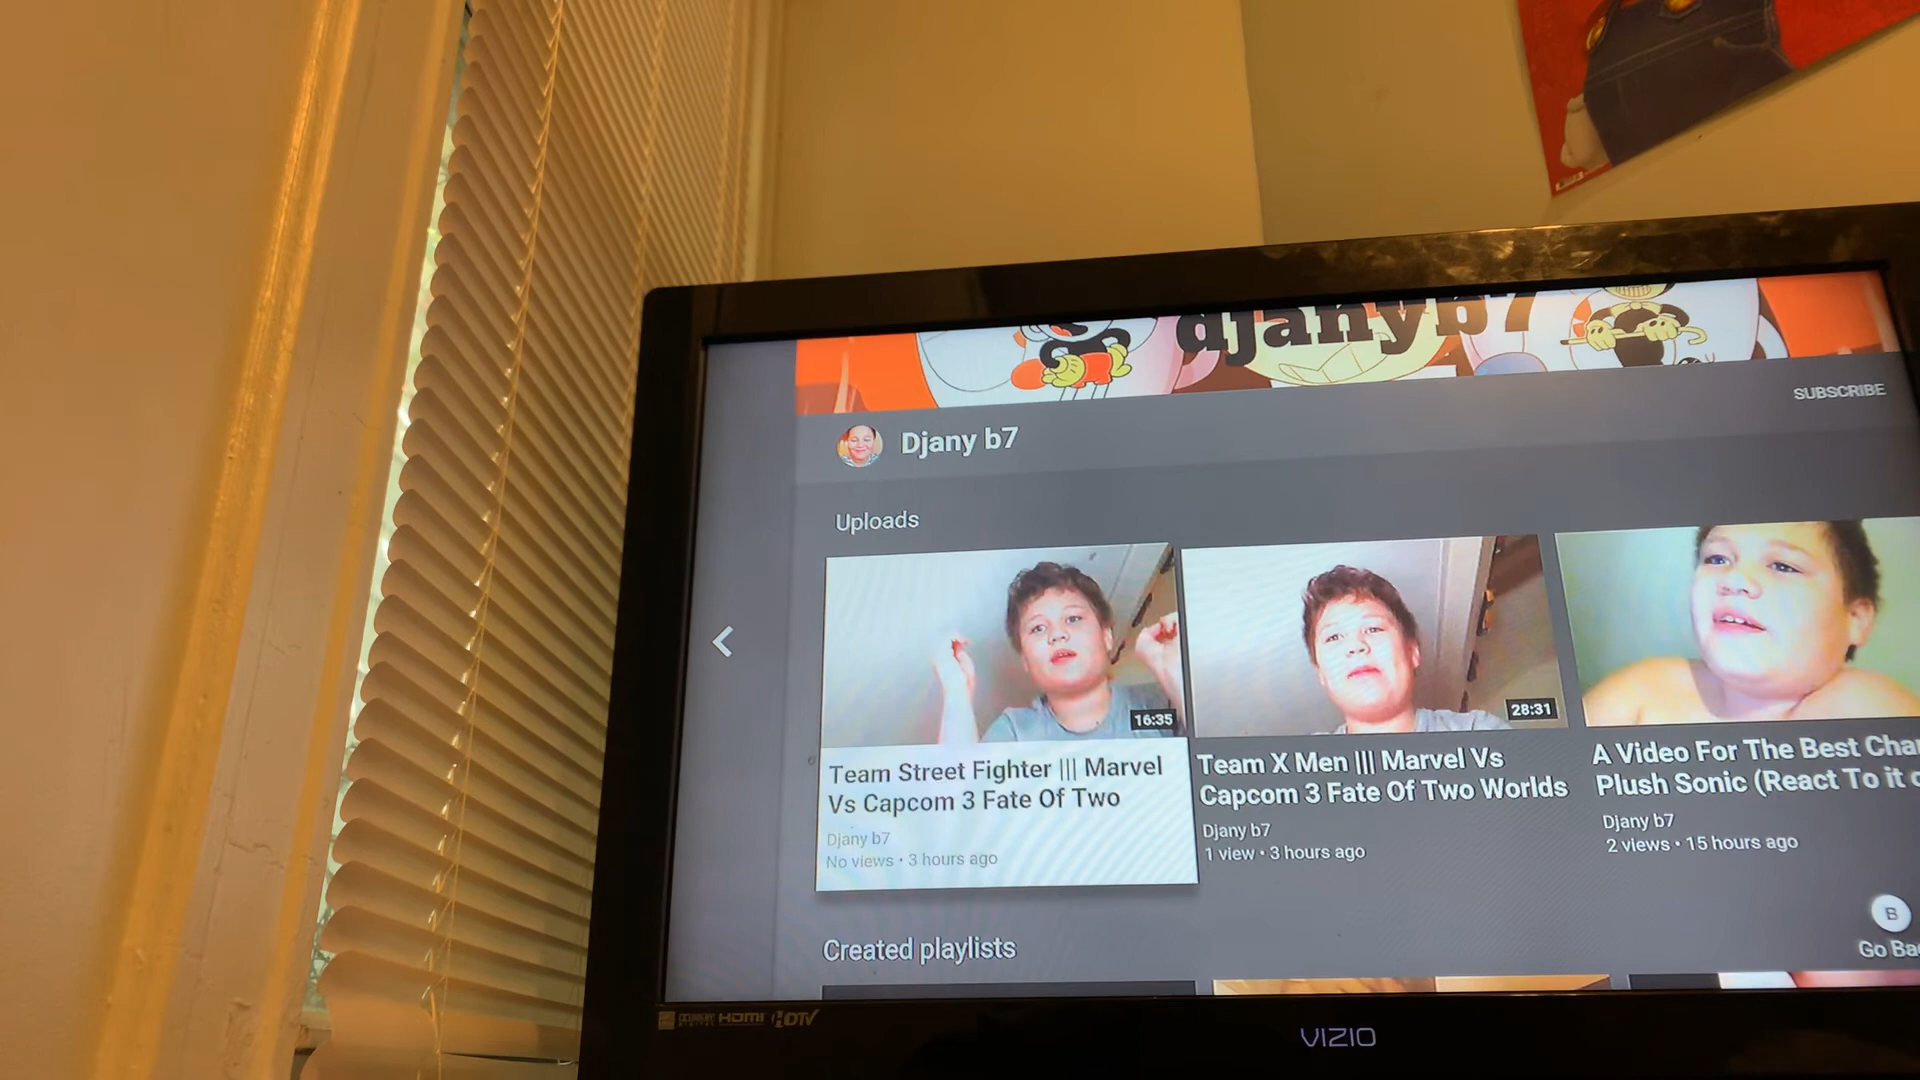 djanyb7
SUBSCRIBE
Djany b7
Uploads
16:35
28:31
Team Street Fighter ||| Marvel
Vs Capcom 3 Fate Of Two
Djany b7
No views • 3 hours ago
Team X Men ||| Marvel Vs
Capcom 3 Fate Of Two Worlds
Djany b7
1 view • 3 hours ago
A Video For The Best
Plush Sonic (React To it
Djany b7
2 views • 15 hours ago
B
Go
Created playlists
HDMI HDTV
VIZIO